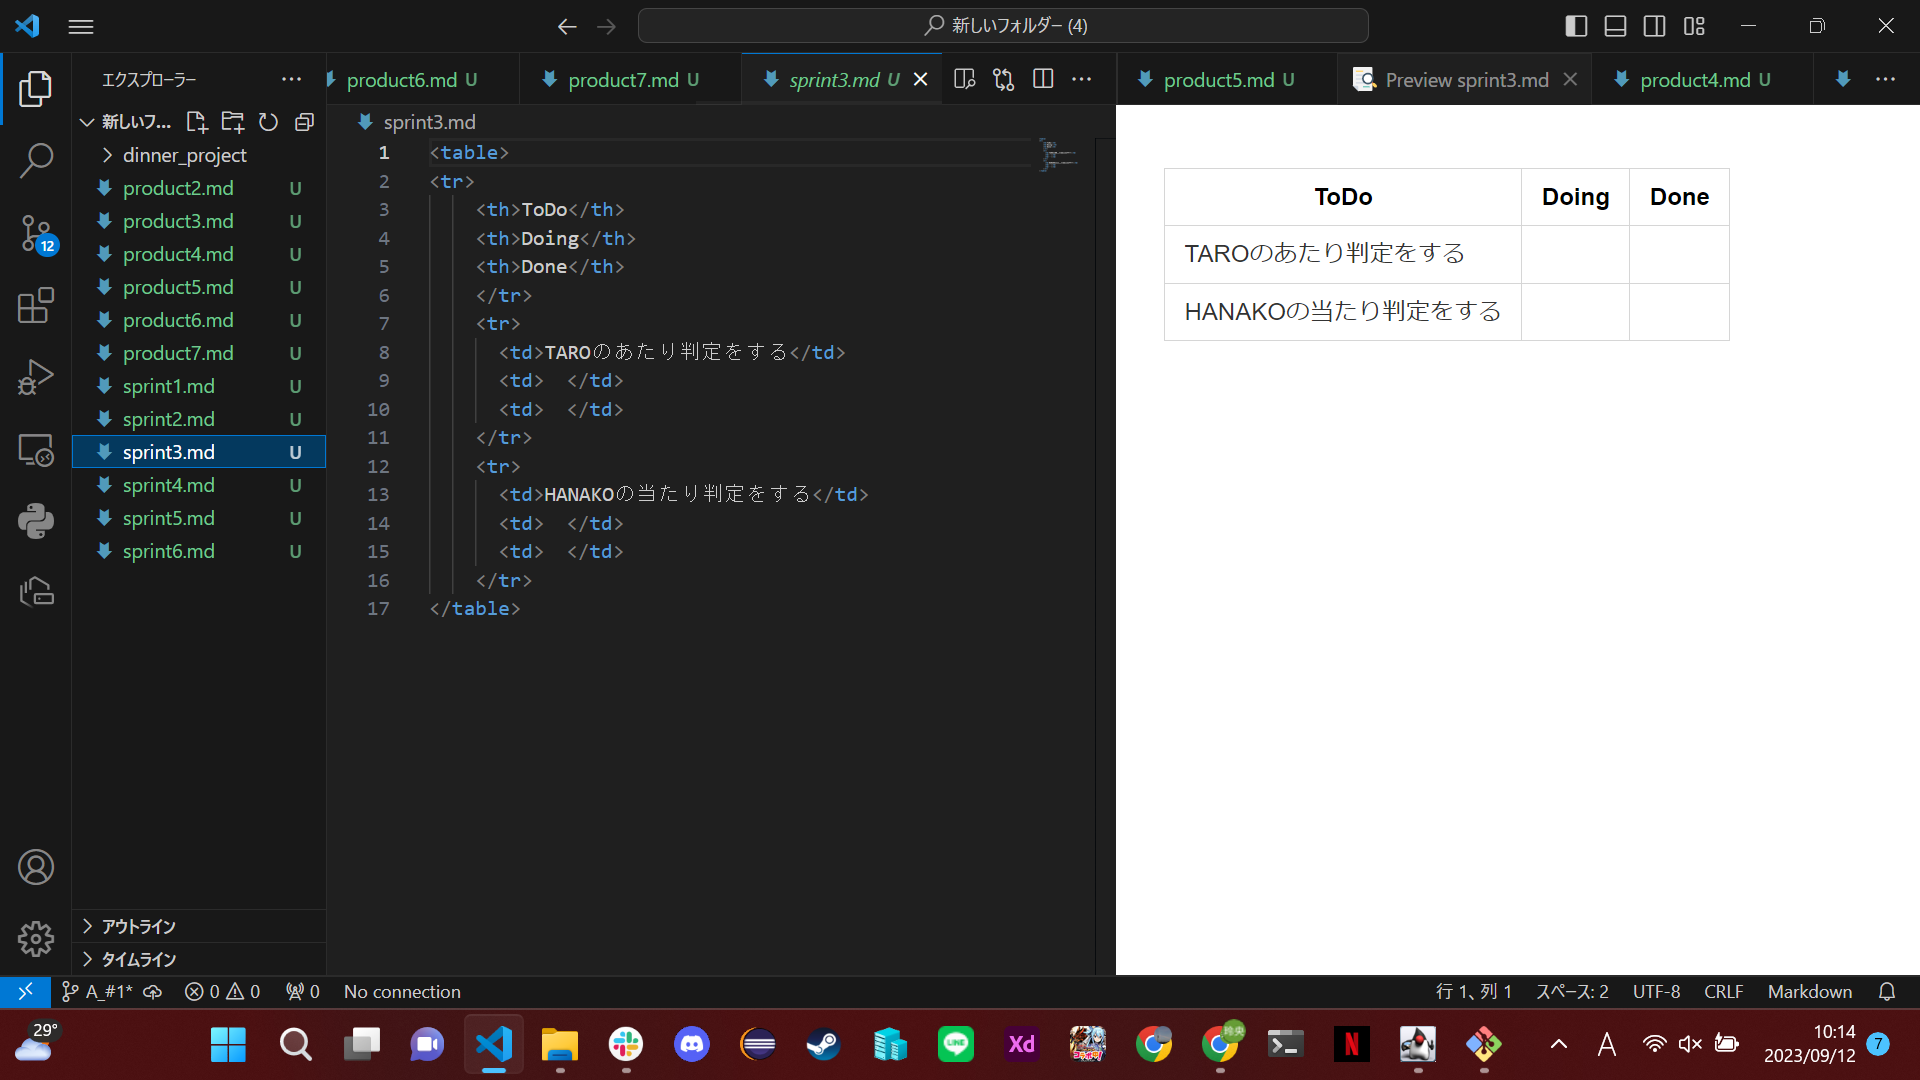 新しいフォルダー (4)
エクスプローラー
product6.md U
product7.md U
sprint3.md U
product5.md U
Preview sprint3.md
product4.md U
新しいフ...
dinner_project
product2.md U
product3.md U
product4.md U
product5.md U
product6.md U
product7.md U
sprint1.md U
sprint2.md U
sprint3.md U
sprint4.md U
sprint5.md U
sprint6.md U
12
アウトライン
タイムライン
sprint3.md
1 <table>
2 <tr>
3 <th>ToDo</th>
4 <th>Doing</th>
5 <th>Done</th>
6 </tr>
7 <tr>
8 <td>TAROのあたり判定をする</td>
9 <td>  </td>
10 <td>  </td>
11 </tr>
12 <tr>
13 <td>HANAKOの当たり判定をする</td>
14 <td>  </td>
15 <td>  </td>
16 </tr>
17 </table>
ToDo Doing Done
TAROのあたり判定をする
HANAKOの当たり判定をする
A_#1* 0 0 0 No connection
行 1、列 1 スペース: 2 UTF-8 CRLF Markdown
29°
LINE
Xd
N
A
10:14
2023/09/12
7